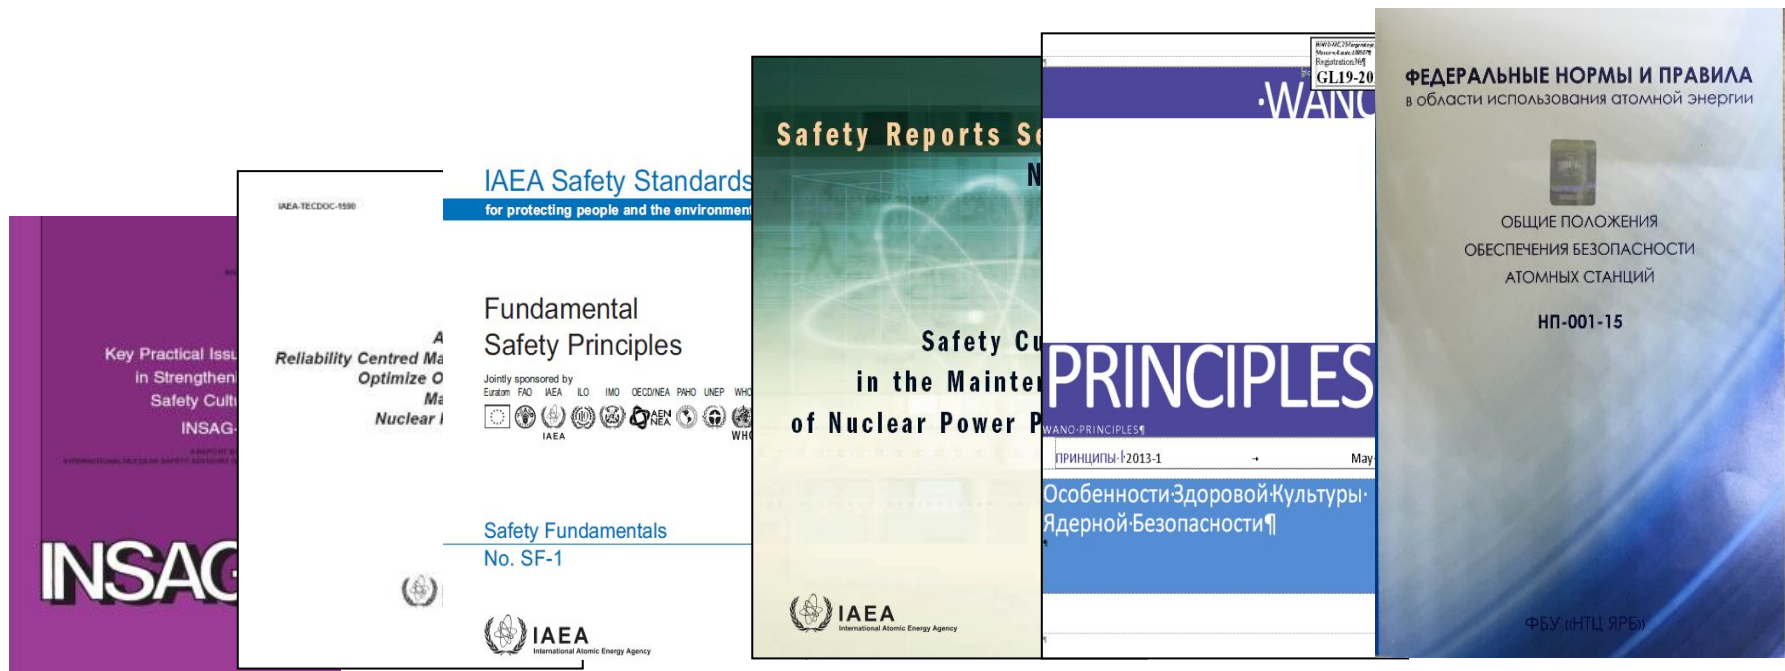 Key Practical Issu
in Strengtheni
Safety Cultu
INSAG-
INSAG
IAEA-TECDOC-1590
A
Reliability Centred Ma
Optimize O
Ma
Nuclear
IAEA Safety Standards
for protecting people and the environment
Fundamental
Safety Principles
Jointly sponsored by
Euratom FAO IAEA ILO IMO OECD/NEA PAHO UNEP WHO
AEN
NEA
IAEA
WHO
Safety Fundamentals
No. SF-1
IAEA
International Atomic Energy Agency
Safety Reports Se
N
Safety Cu
in the Mainte
of Nuclear Power P
IAEA
International Atomic Energy Agency
Registration№¶
GL19-20
·WANO
PRINCIPLES
WANO·PRINCIPLES¶
ПРИНЦИПЫ·2013-1 → May·
Особенности·Здоровой·Культуры·
Ядерной·Безопасности¶
ФЕДЕРАЛЬНЫЕ НОРМЫ И ПРАВИЛА
в области использования атомной энергии
ОБЩИЕ ПОЛОЖЕНИЯ
ОБЕСПЕЧЕНИЯ БЕЗОПАСНОСТИ
АТОМНЫХ СТАНЦИЙ
НП-001-15
ФБУ «НТЦ ЯРБ»